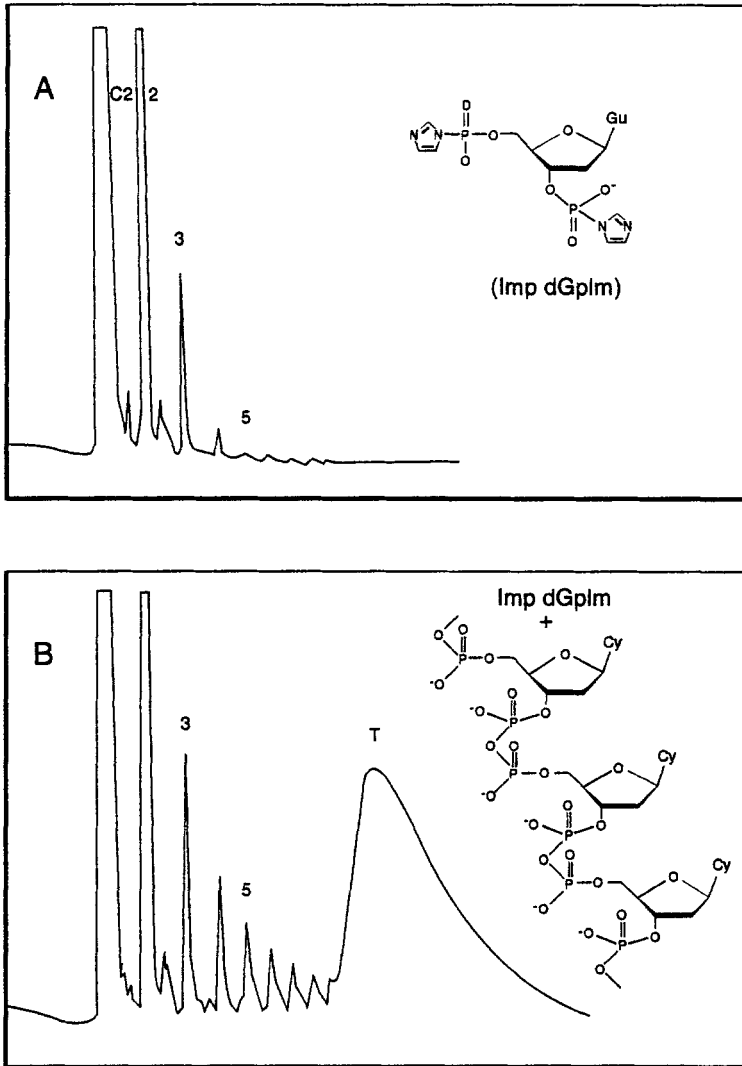 A
C2 2
3
5
D
Gu
N N P O O
O
O O⁻
P
N N
O
(Imp dGpIm)
B
3
5
T
Imp dGpIm
+
O O
Cy
P O O
⁻O
O
⁻O P O
O O
Cy
P O O
⁻O
O
⁻O P O
O O
Cy
P O O
⁻O
O
⁻O P O
O